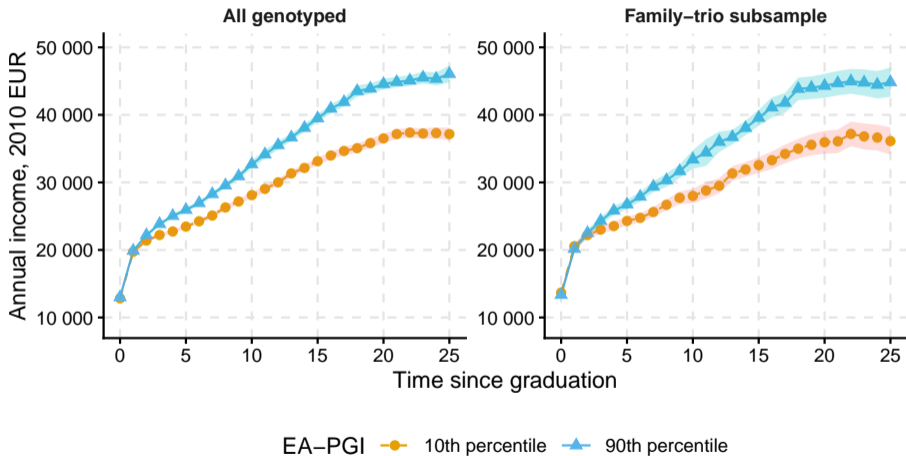 All genotyped
Family−trio subsample
Annual income, 2010 EUR
50 000
40 000
30 000
20 000
10 000
0 5 10 15 20 25
50 000
40 000
30 000
20 000
10 000
0 5 10 15 20 25
Time since graduation
EA−PGI 10th percentile 90th percentile